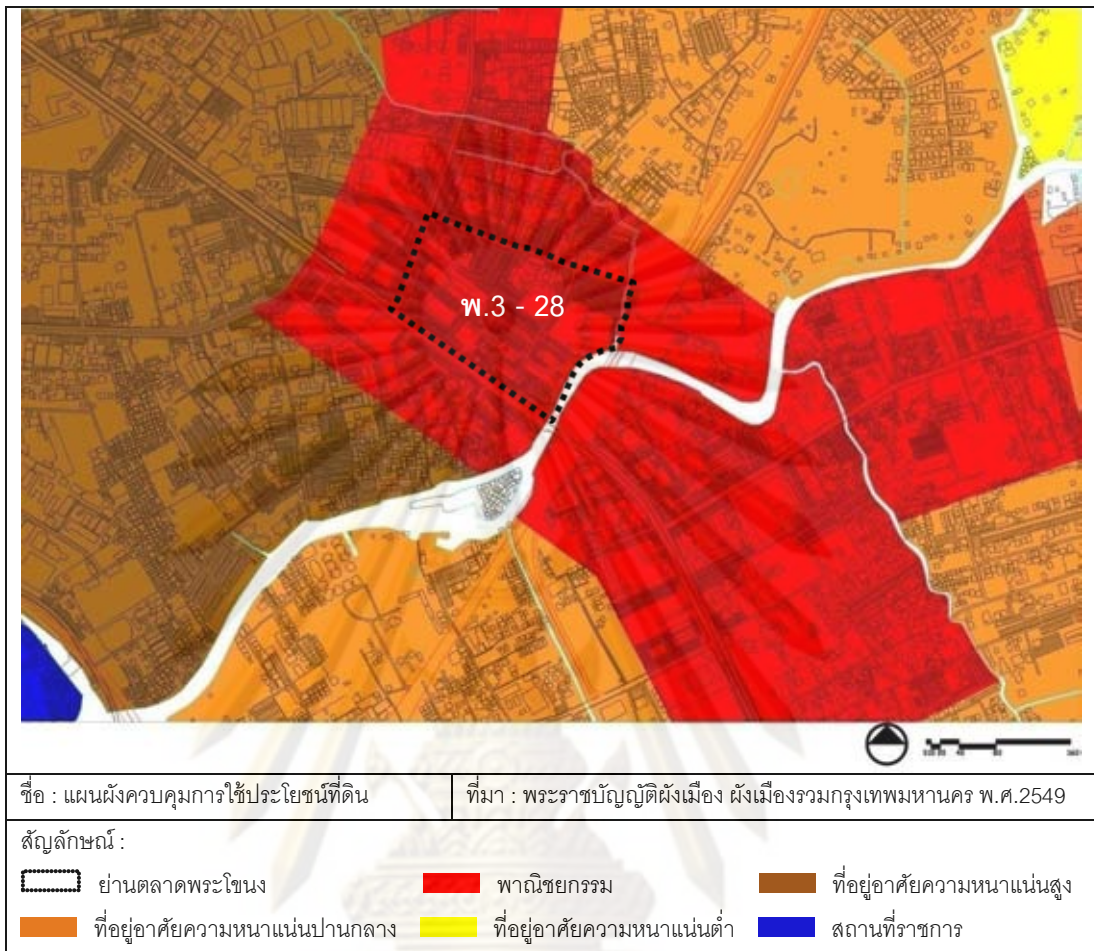 พ.3 - 28
ชื่อ : แผนผังควบคุมการใช้ประโยชน์ที่ดิน
ที่มา : พระราชบัญญัติผังเมือง ผังเมืองรวมกรุงเทพมหานคร พ.ศ.2549
สัญลักษณ์ :
ย่านตลาดพระโขนง
พาณิชยกรรม
ที่อยู่อาศัยความหนาแน่นสูง
ที่อยู่อาศัยความหนาแน่นปานกลาง
ที่อยู่อาศัยความหนาแน่นต่ำ
สถานที่ราชการ